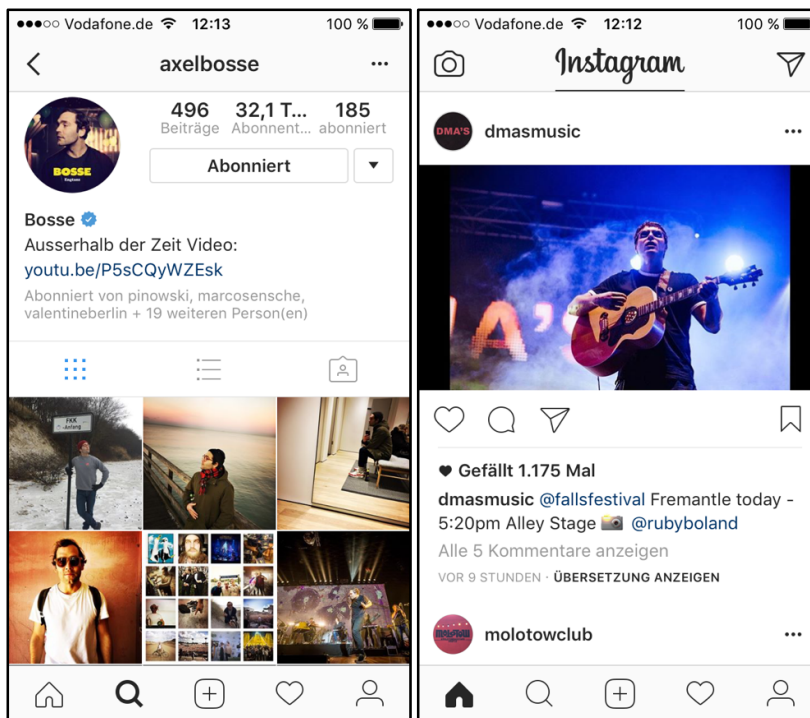 Vodafone.de 12:13 100 %
axelbosse
496 32,1 T... 185
Beiträge Abonnent... abonniert
Abonniert
BOSSE
Bosse
Ausserhalb der Zeit Video:
youtu.be/P5sCQyWZEsk
Abonniert von pinowski, marcosensche,
valentineberlin + 19 weiteren Person(en)
FKK
-Anfang
Vodafone.de 12:12 100 %
Instagram
DMA'S
dmasmusic
A'S
Gefällt 1.175 Mal
dmasmusic @fallsfestival Fremantle today -
5:20pm Alley Stage 📸 @rubyboland
Alle 5 Kommentare anzeigen
VOR 9 STUNDEN · ÜBERSETZUNG ANZEIGEN
molotowclub